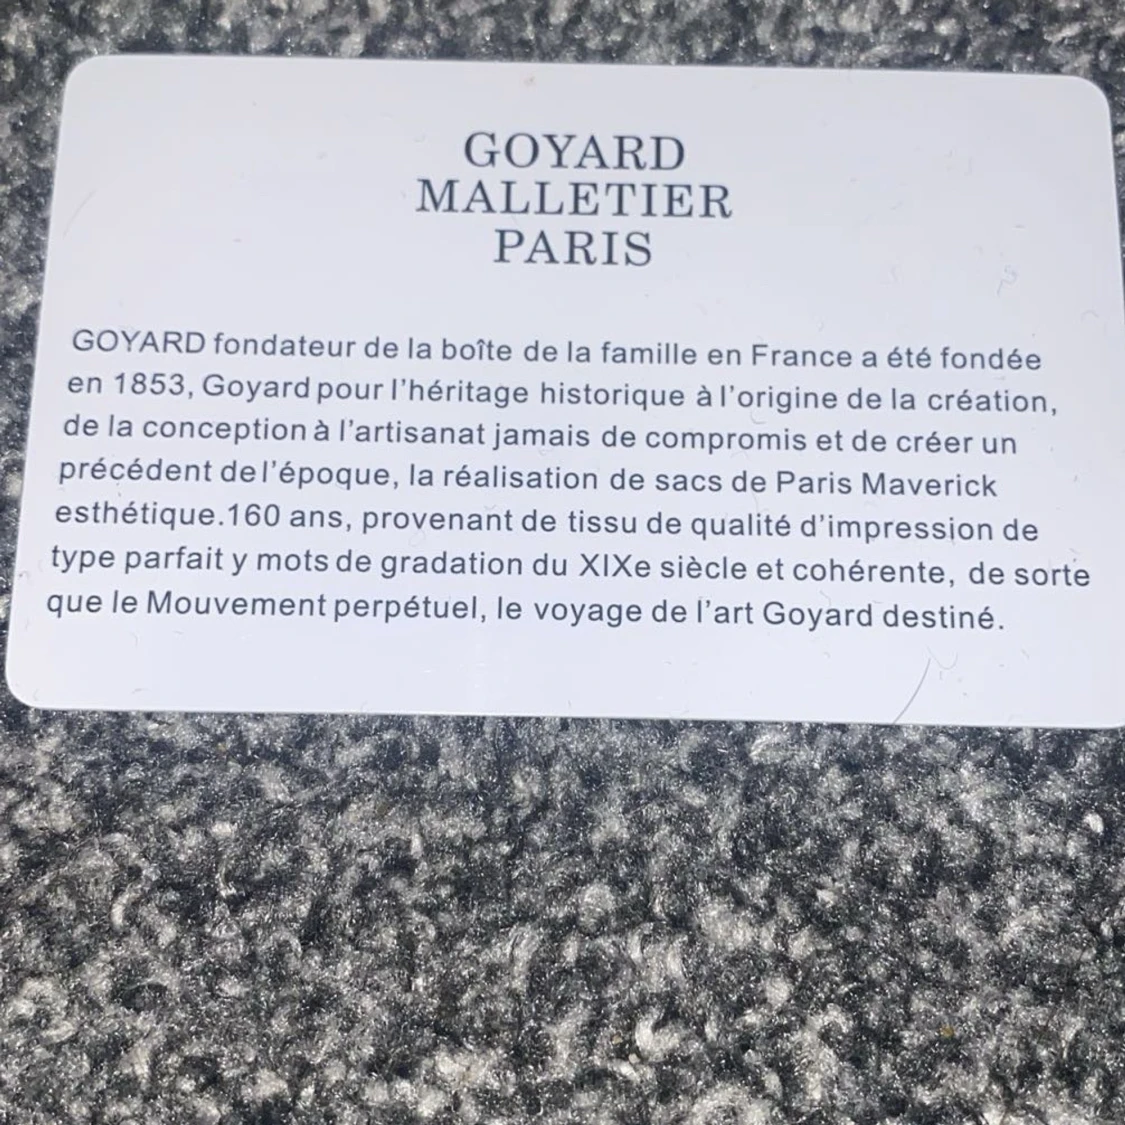 GOYARD
MALLETIER
PARIS
GOYARD fondateur de la boîte de la famille en France a été fondée
en 1853, Goyard pour l'héritage historique à l'origine de la création,
de la conception à l'artisanat jamais de compromis et de créer un
précédent de l'époque, la réalisation de sacs de Paris Maverick
esthétique.160 ans, provenant de tissu de qualité d'impression de
type parfait y mots de gradation du XIXe siècle et cohérente, de sorte
que le Mouvement perpétuel, le voyage de l'art Goyard destiné.